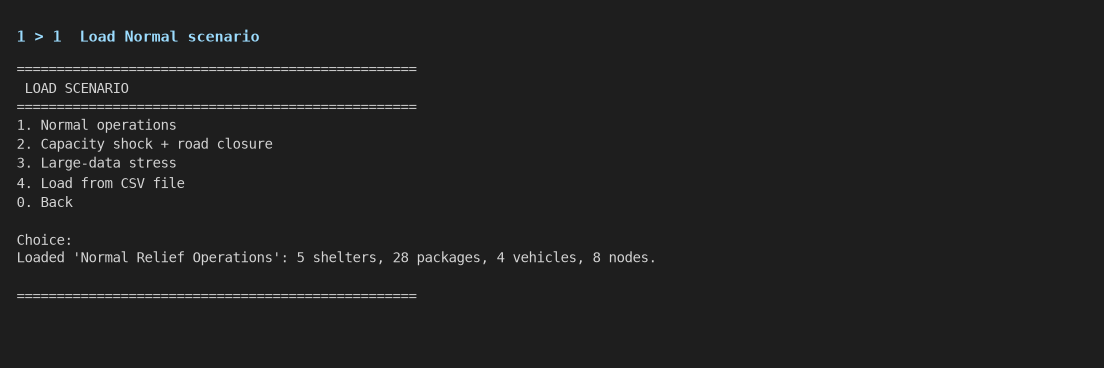 1 > 1  Load Normal scenario
==================================================
 LOAD SCENARIO
==================================================
1. Normal operations
2. Capacity shock + road closure
3. Large-data stress
4. Load from CSV file
0. Back
Choice:
Loaded 'Normal Relief Operations': 5 shelters, 28 packages, 4 vehicles, 8 nodes.
==================================================